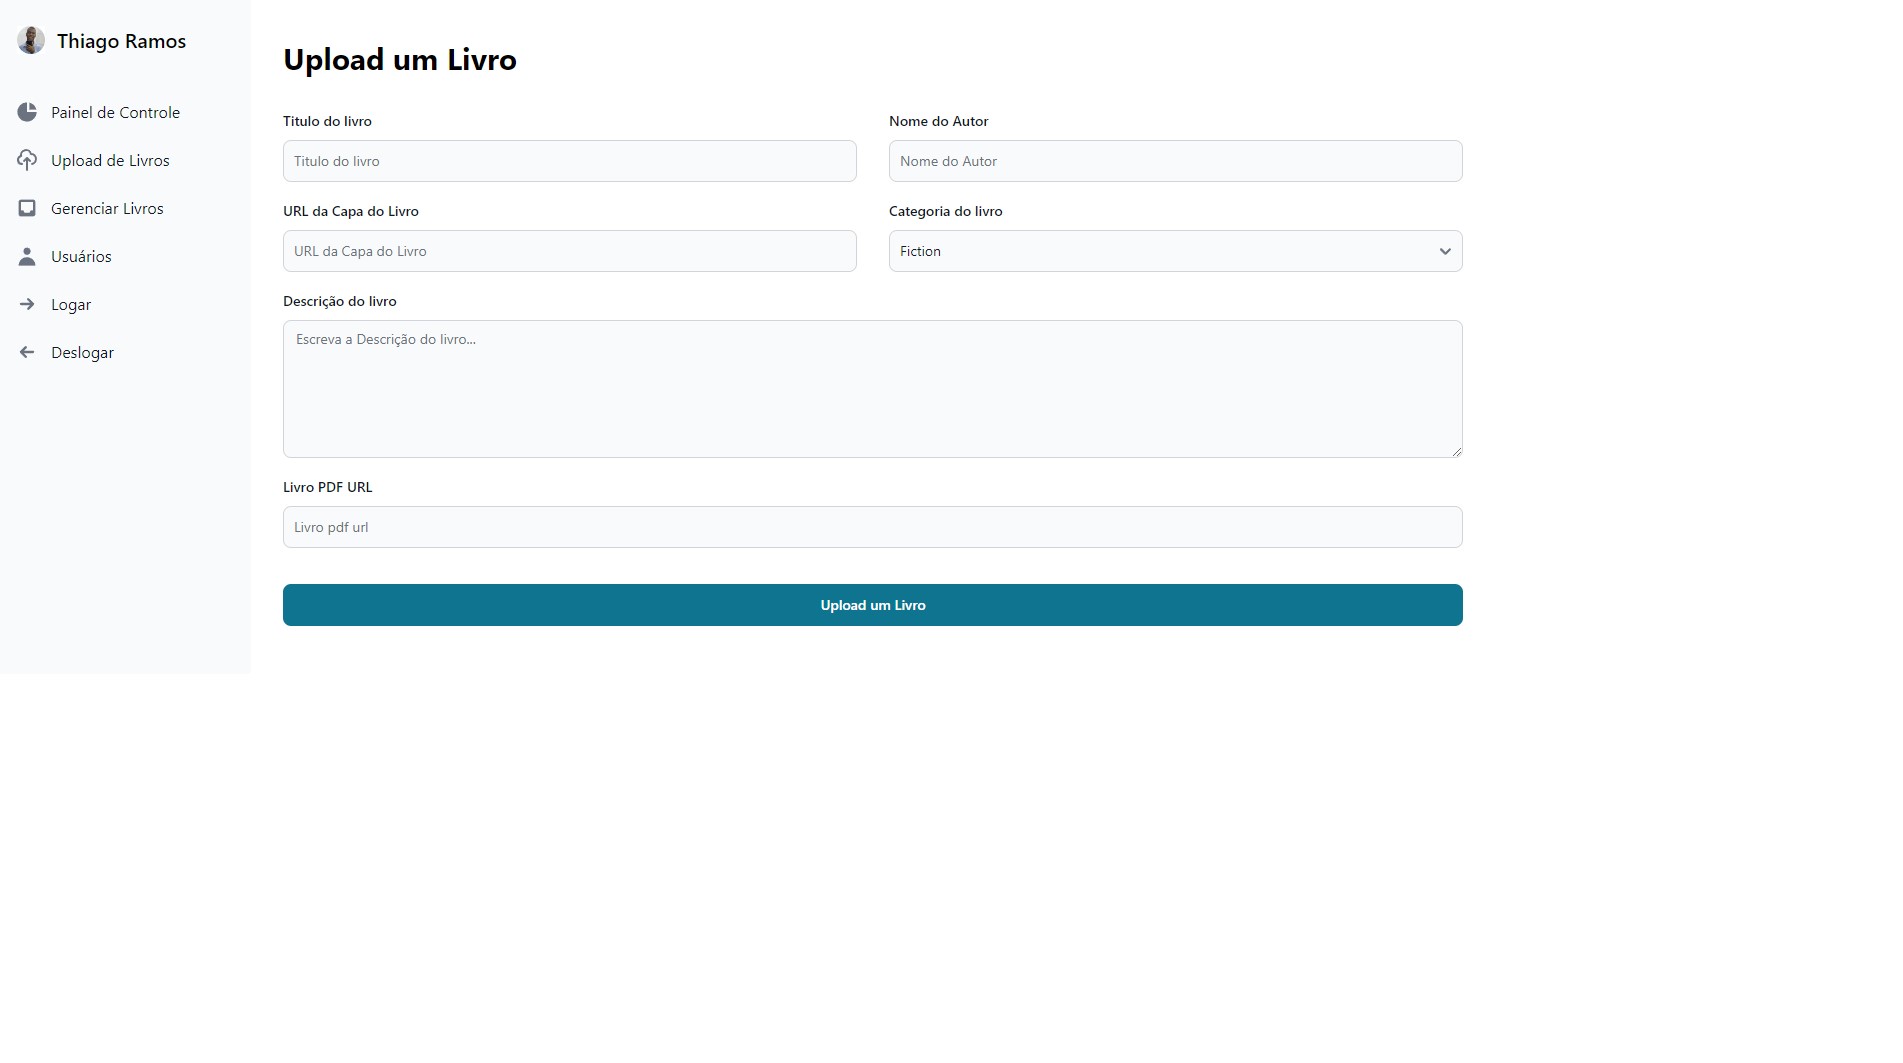 Thiago Ramos
Painel de Controle
Upload de Livros
Gerenciar Livros
Usuários
Logar
Deslogar
Upload um Livro
Titulo do livro
Titulo do livro
Nome do Autor
Nome do Autor
URL da Capa do Livro
URL da Capa do Livro
Categoria do livro
Fiction
Descrição do livro
Escreva a Descrição do livro...
Livro PDF URL
Livro pdf url
Upload um Livro